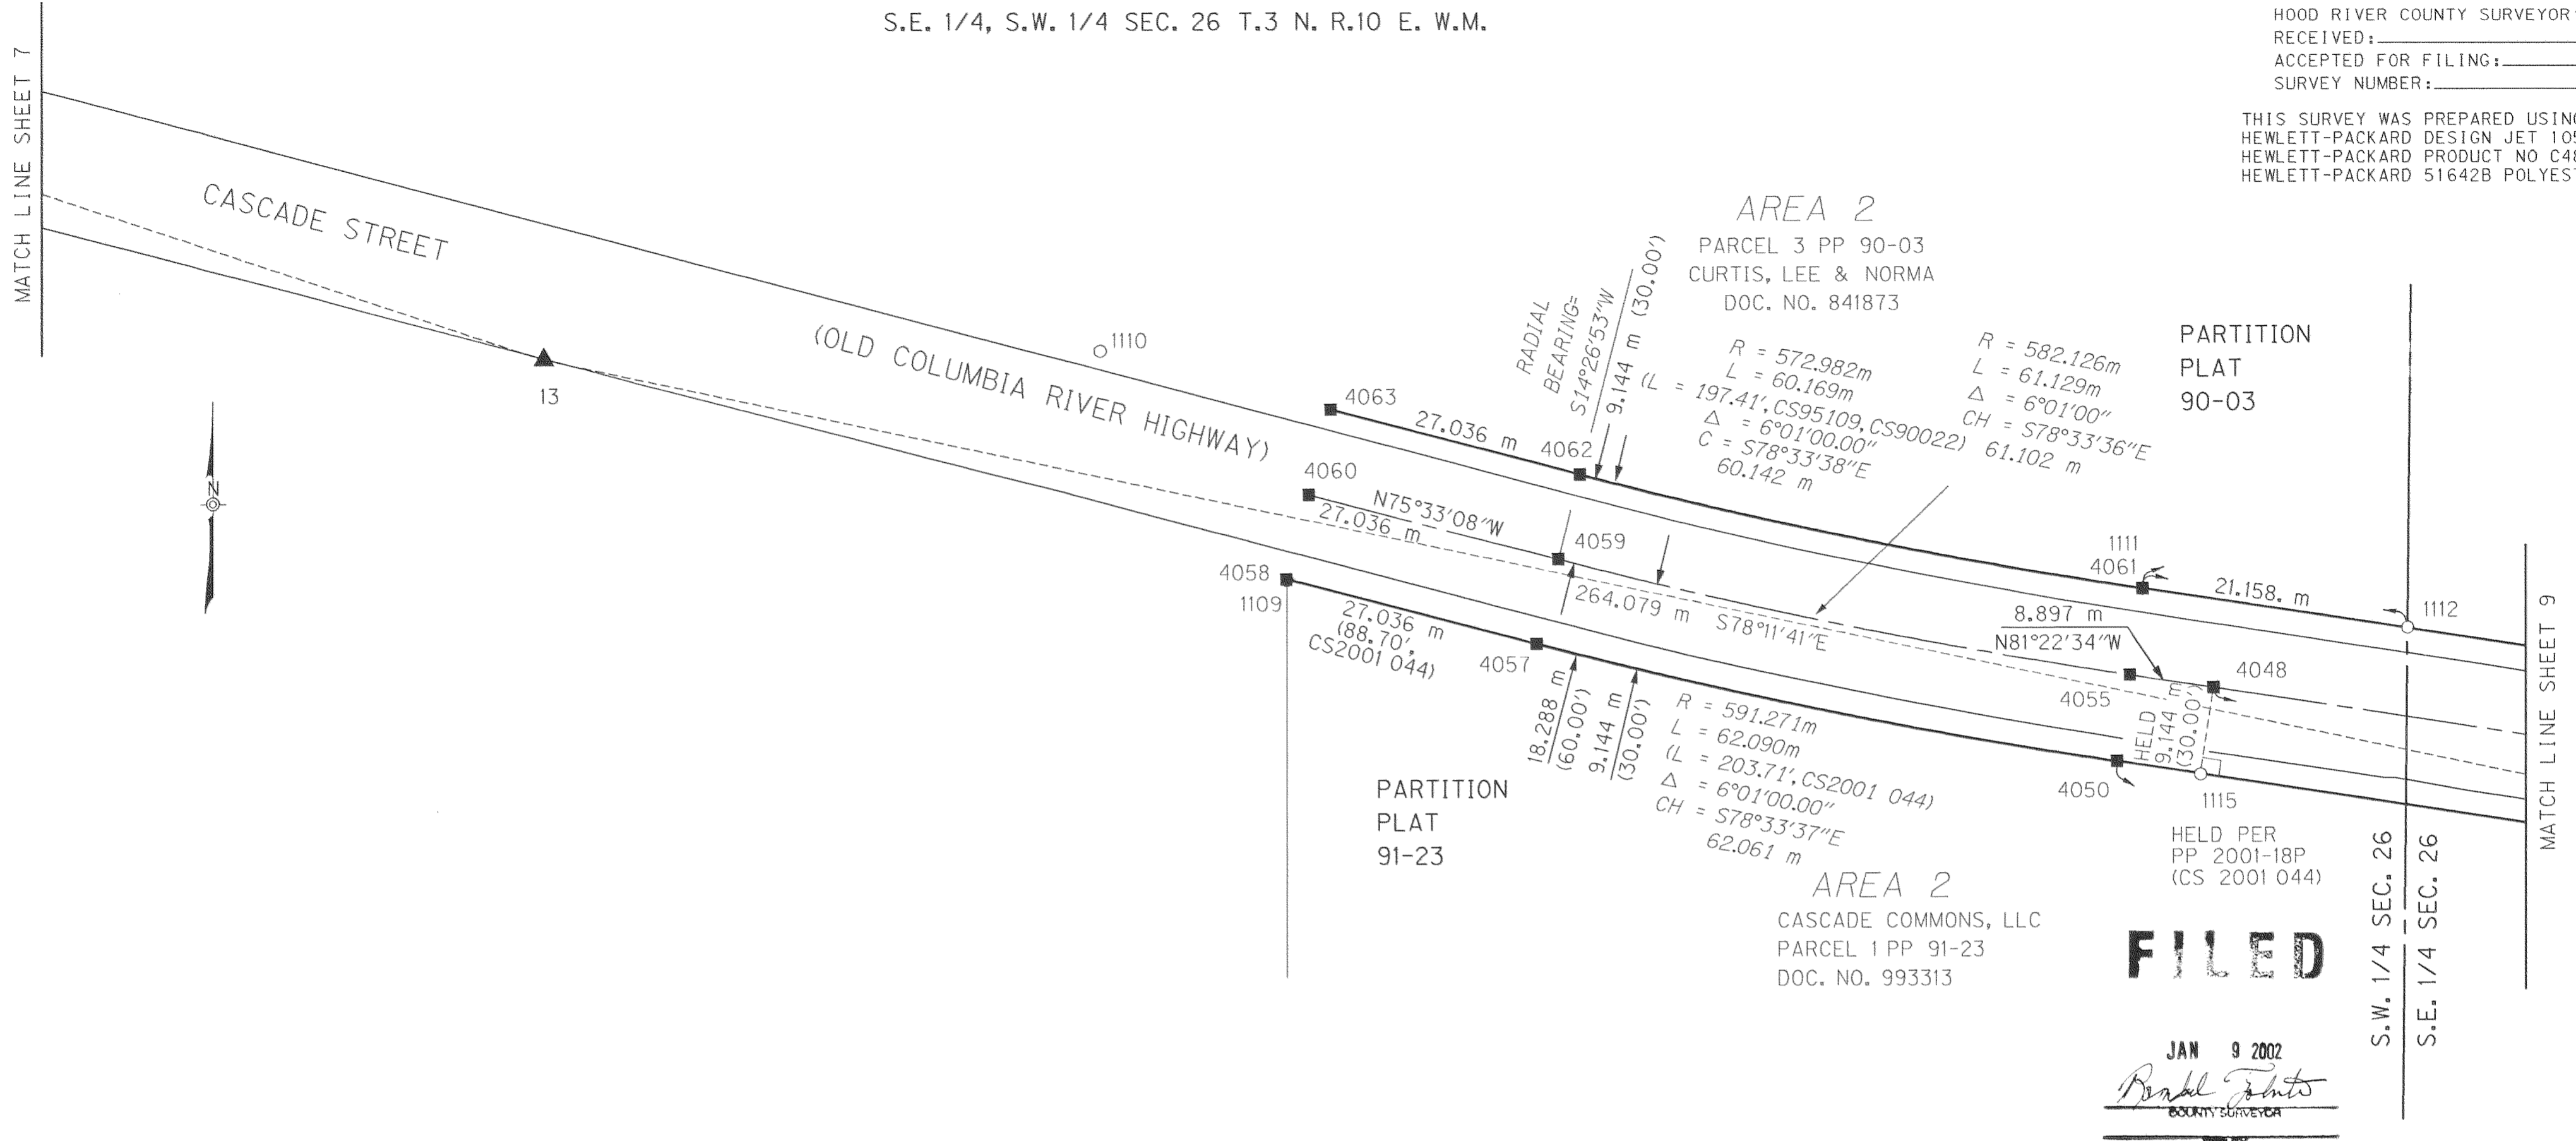 S.E. 1/4, S.W. 1/4 SEC. 26 T.3 N. R.10 E. W.M.
HOOD RIVER COUNTY SURVEYOR
RECEIVED:
ACCEPTED FOR FILING:
SURVEY NUMBER:
THIS SURVEY WAS PREPARED USING
HEWLETT-PACKARD DESIGN JET 105
HEWLETT-PACKARD PRODUCT NO C48
HEWLETT-PACKARD 51642B POLYEST
MATCH LINE SHEET 7
CASCADE STREET
(OLD COLUMBIA RIVER HIGHWAY)
13
N
1110
AREA 2
PARCEL 3 PP 90-03
CURTIS, LEE & NORMA
DOC. NO. 841873
RADIAL
BEARING=
S14°26'53"W
9.144 m (30.00')
R = 572.982m
L = 60.169m
(L = 197.41', CS95109, CS90022)
Δ = 6°01'00.00"
C = S78°33'38"E
60.142 m
R = 582.126m
L = 61.129m
Δ = 6°01'00"
CH = S78°33'36"E
61.102 m
PARTITION
PLAT
90-03
4063
27.036 m
4062
4060
N75°33'08"W
27.036 m
4059
264.079 m S78°11'41"E
1111
4061
21.158. m
1112
8.897 m
N81°22'34"W
4048
4055
4058
1109
27.036 m
(88.70',
CS2001 044)
4057
18.288 m
(60.00')
9.144 m
(30.00')
R = 591.271m
L = 62.090m
(L = 203.71', CS2001 044)
Δ = 6°01'00.00"
CH = S78°33'37"E
62.061 m
HELD
9.144 m
(30.00')
4050
1115
HELD PER
PP 2001-18P
(CS 2001 044)
PARTITION
PLAT
91-23
AREA 2
CASCADE COMMONS, LLC
PARCEL 1 PP 91-23
DOC. NO. 993313
S.W. 1/4 SEC. 26
S.E. 1/4 SEC. 26
MATCH LINE SHEET 9
FILED
JAN 9 2002
COUNTY SURVEYOR